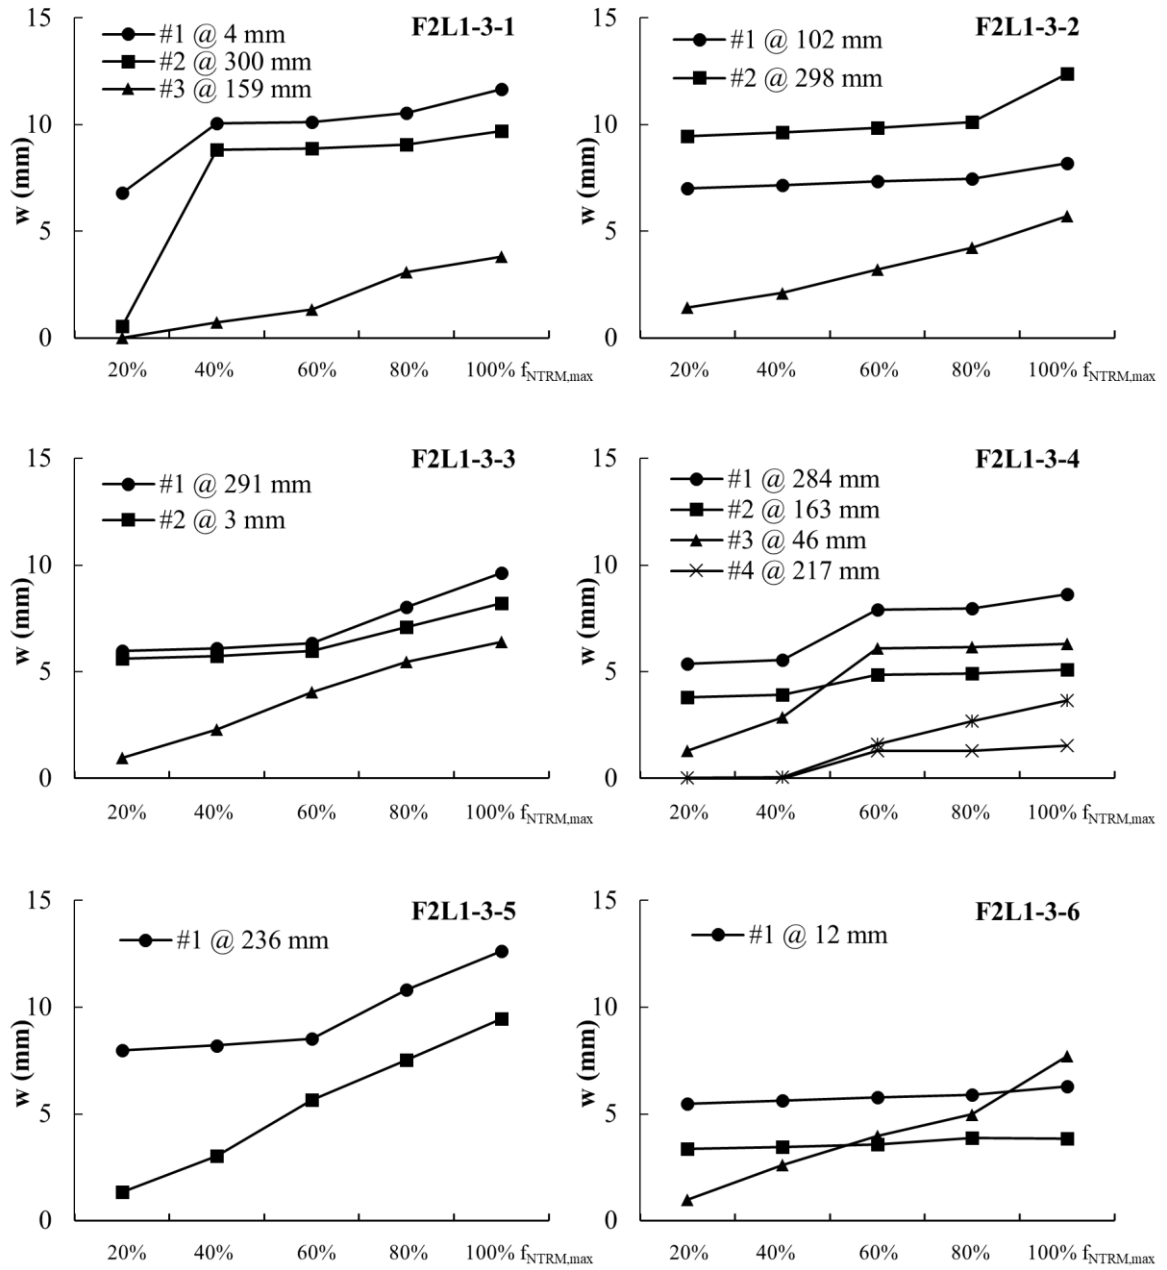 F2L1-3-1
#1 @ 4 mm
#2 @ 300 mm
#3 @ 159 mm
w (mm)
15
10
5
0
20% 40% 60% 80% 100% fNTRM,max
F2L1-3-2
#1 @ 102 mm
#2 @ 298 mm
w (mm)
15
10
5
0
20% 40% 60% 80% 100% fNTRM,max
F2L1-3-3
#1 @ 291 mm
#2 @ 3 mm
w (mm)
15
10
5
0
20% 40% 60% 80% 100% fNTRM,max
F2L1-3-4
#1 @ 284 mm
#2 @ 163 mm
#3 @ 46 mm
#4 @ 217 mm
w (mm)
15
10
5
0
20% 40% 60% 80% 100% fNTRM,max
F2L1-3-5
#1 @ 236 mm
w (mm)
15
10
5
0
20% 40% 60% 80% 100% fNTRM,max
F2L1-3-6
#1 @ 12 mm
w (mm)
15
10
5
0
20% 40% 60% 80% 100% fNTRM,max